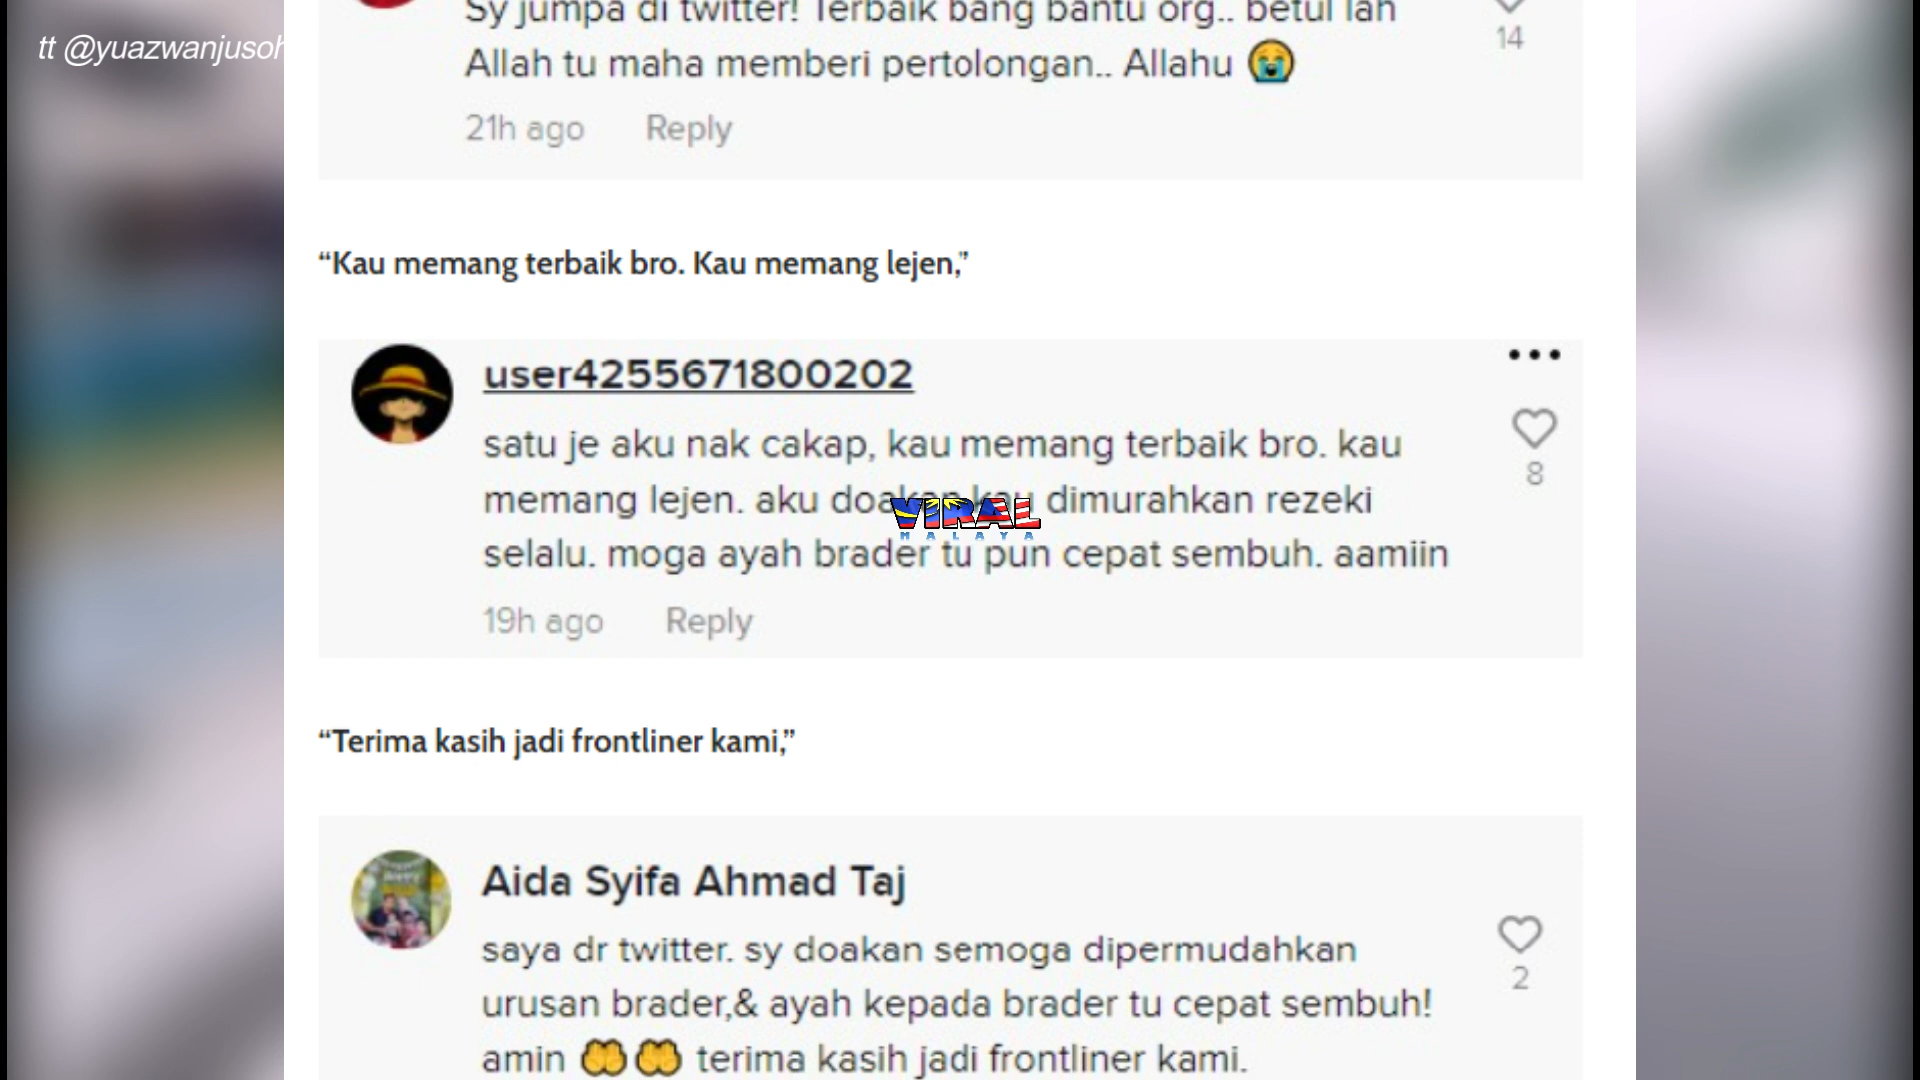 tt @yuazwanjusoh
Sy jumpa di twitter! Terbaik bang bantu org.. betul lah
Allah tu maha memberi pertolongan.. Allahu 😭
14
21h ago Reply
“Kau memang terbaik bro. Kau memang lejen,”
user4255671800202
satu je aku nak cakap, kau memang terbaik bro. kau
memang lejen. aku doakan kau dimurahkan rezeki
8
VIRAL
MALAYA
selalu. moga ayah brader tu pun cepat sembuh. aamiin
19h ago Reply
“Terima kasih jadi frontliner kami,”
Aida Syifa Ahmad Taj
saya dr twitter. sy doakan semoga dipermudahkan
urusan brader,& ayah kepada brader tu cepat sembuh!
2
amin 🤲🤲 terima kasih jadi frontliner kami.